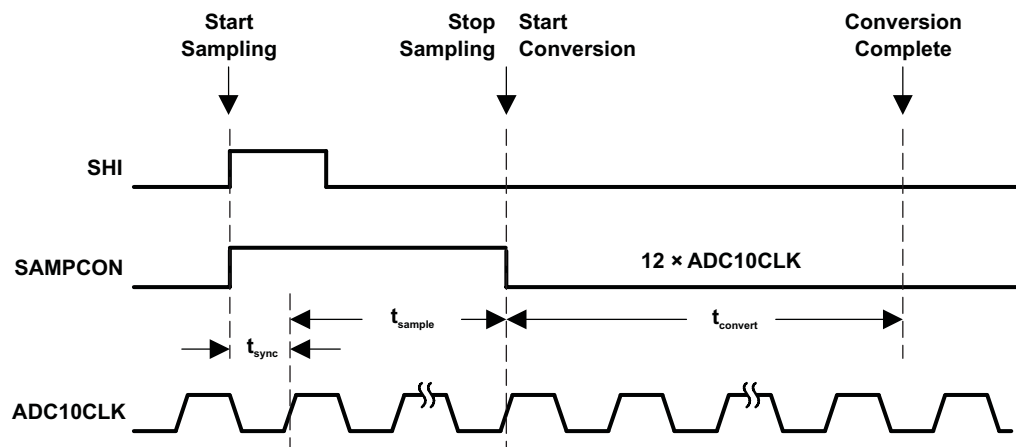 Start
Sampling
Stop
Sampling
Start
Conversion
Conversion
Complete
SHI
SAMPCON
12 × ADC10CLK
tsample
tconvert
tsync
ADC10CLK